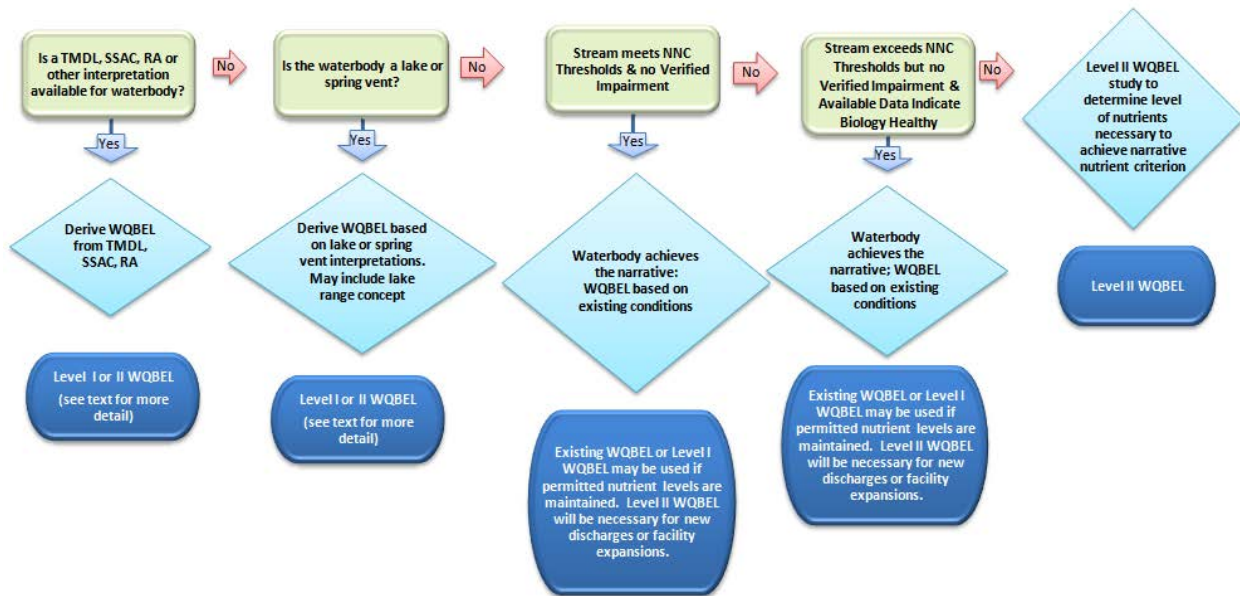 Is a TMDL, SSAC, RA or
other interpretation
available for waterbody?
No
Is the waterbody a lake or
spring vent?
No
Stream meets NNC
Thresholds & no Verified
Impairment
No
Stream exceeds NNC
Thresholds but no
Verified Impairment &
Available Data Indicate
Biology Healthy
No
Level II WQBEL
study to
determine level
of nutrients
necessary to
achieve narrative
nutrient criterion
Yes
Yes
Yes
Yes
Derive WQBEL
from TMDL,
SSAC, RA
Derive WQBEL based
on lake or spring
vent interpretations.
May include lake
range concept
Waterbody achieves
the narrative:
WQBEL based on
existing conditions
Waterbody
achieves the
narrative; WQBEL
based on existing
conditions
Level II WQBEL
Level I or II WQBEL
(see text for more
detail)
Level I or II WQBEL
(see text for more
detail)
Existing WQBEL or Level I
WQBEL may be used if
permitted nutrient levels are
maintained. Level II WQBEL
will be necessary for new
discharges or facility
expansions.
Existing WQBEL or Level I
WQBEL may be used if
permitted nutrient levels are
maintained. Level II WQBEL
will be necessary for new
discharges or facility
expansions.